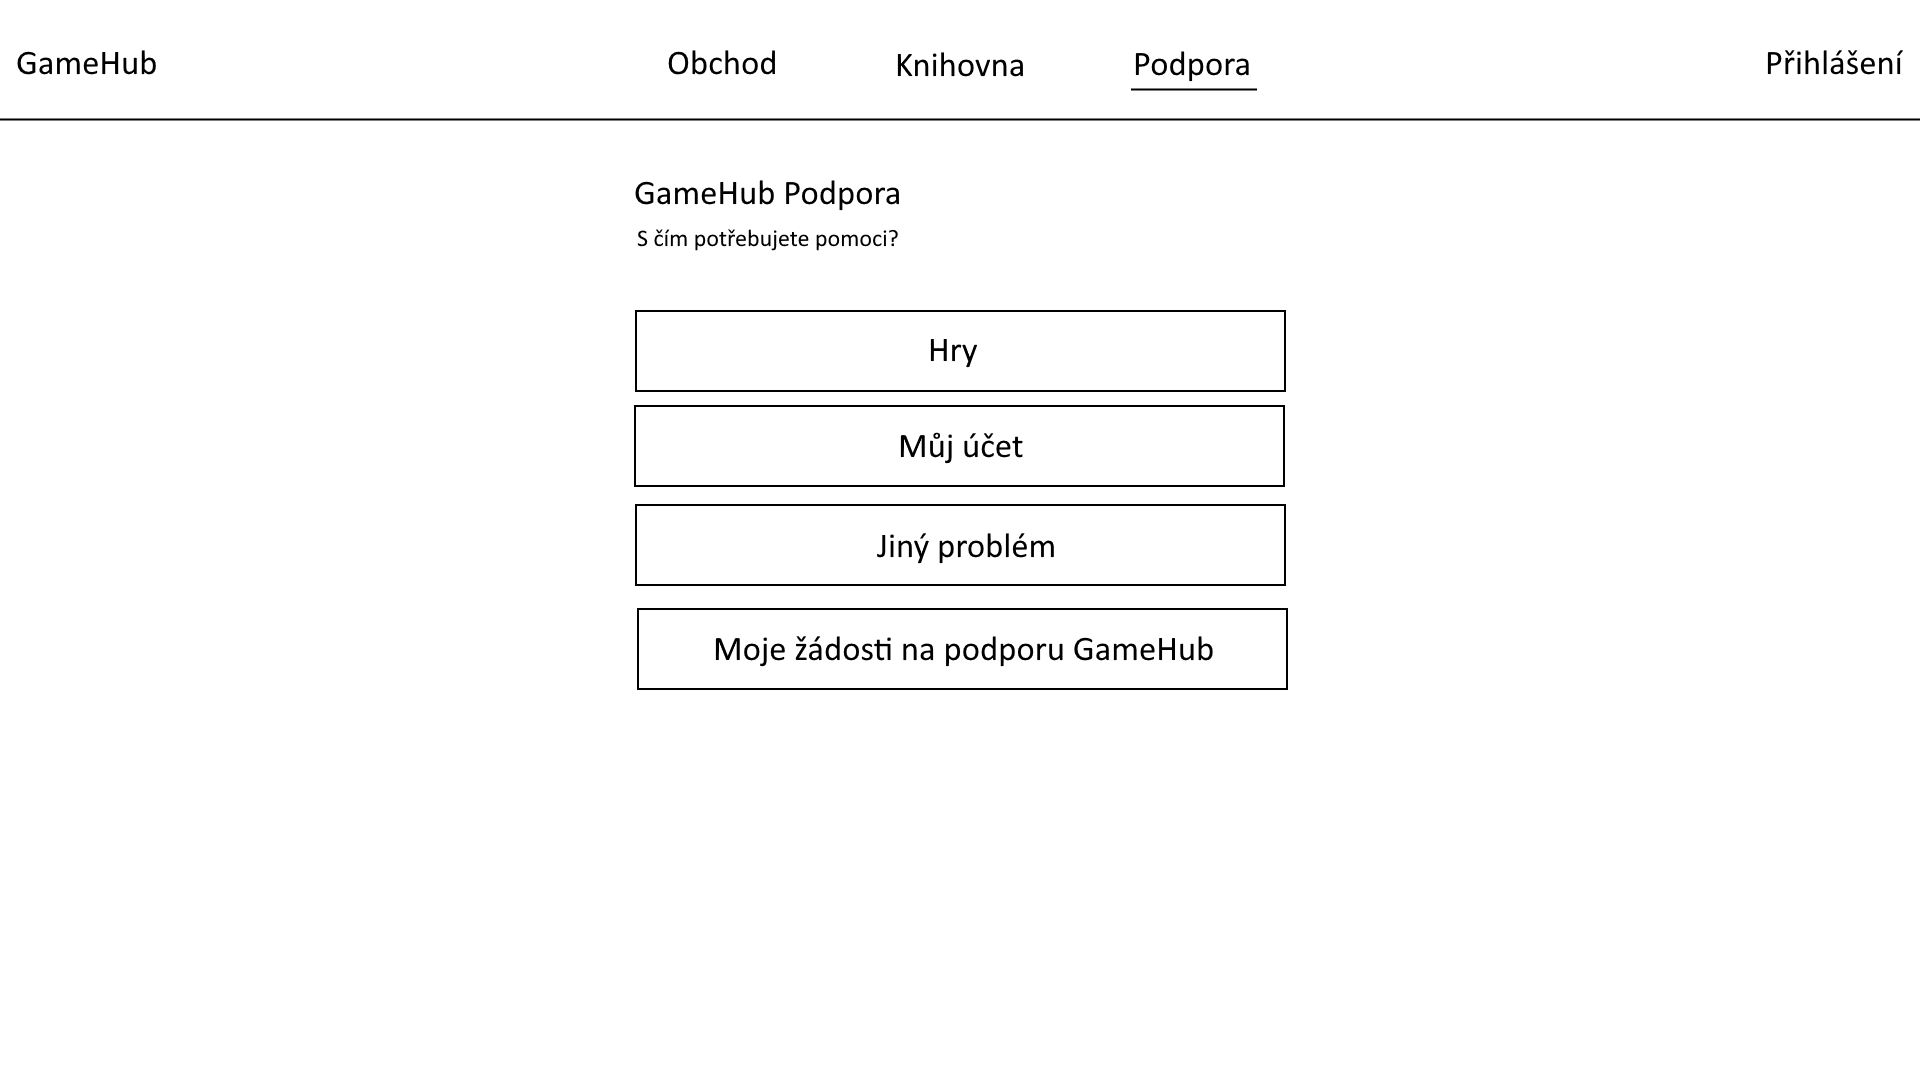 GameHub
Obchod
Knihovna
Podpora
Přihlášení
GameHub Podpora
S čím potřebujete pomoci?
Hry
Můj účet
Jiný problém
Moje žádosti na podporu GameHub